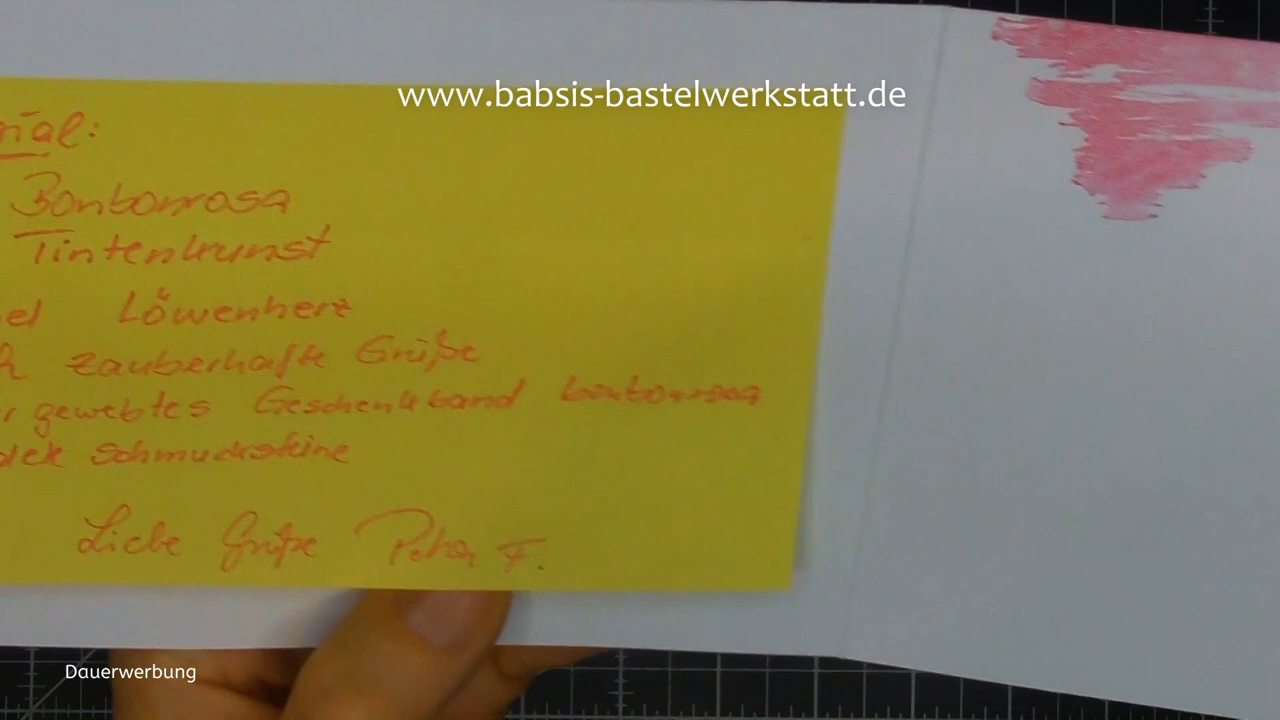 www.babsis-bastelwerkstatt.de
rial:
Bonbonrosa
Tintenkunst
el Löwenherz
zauberhafte Grüße
r gewebtes Geschenkband bonbonrosa
dek Schmucksteine
Liebe Grüße Petra F.
Dauerwerbung